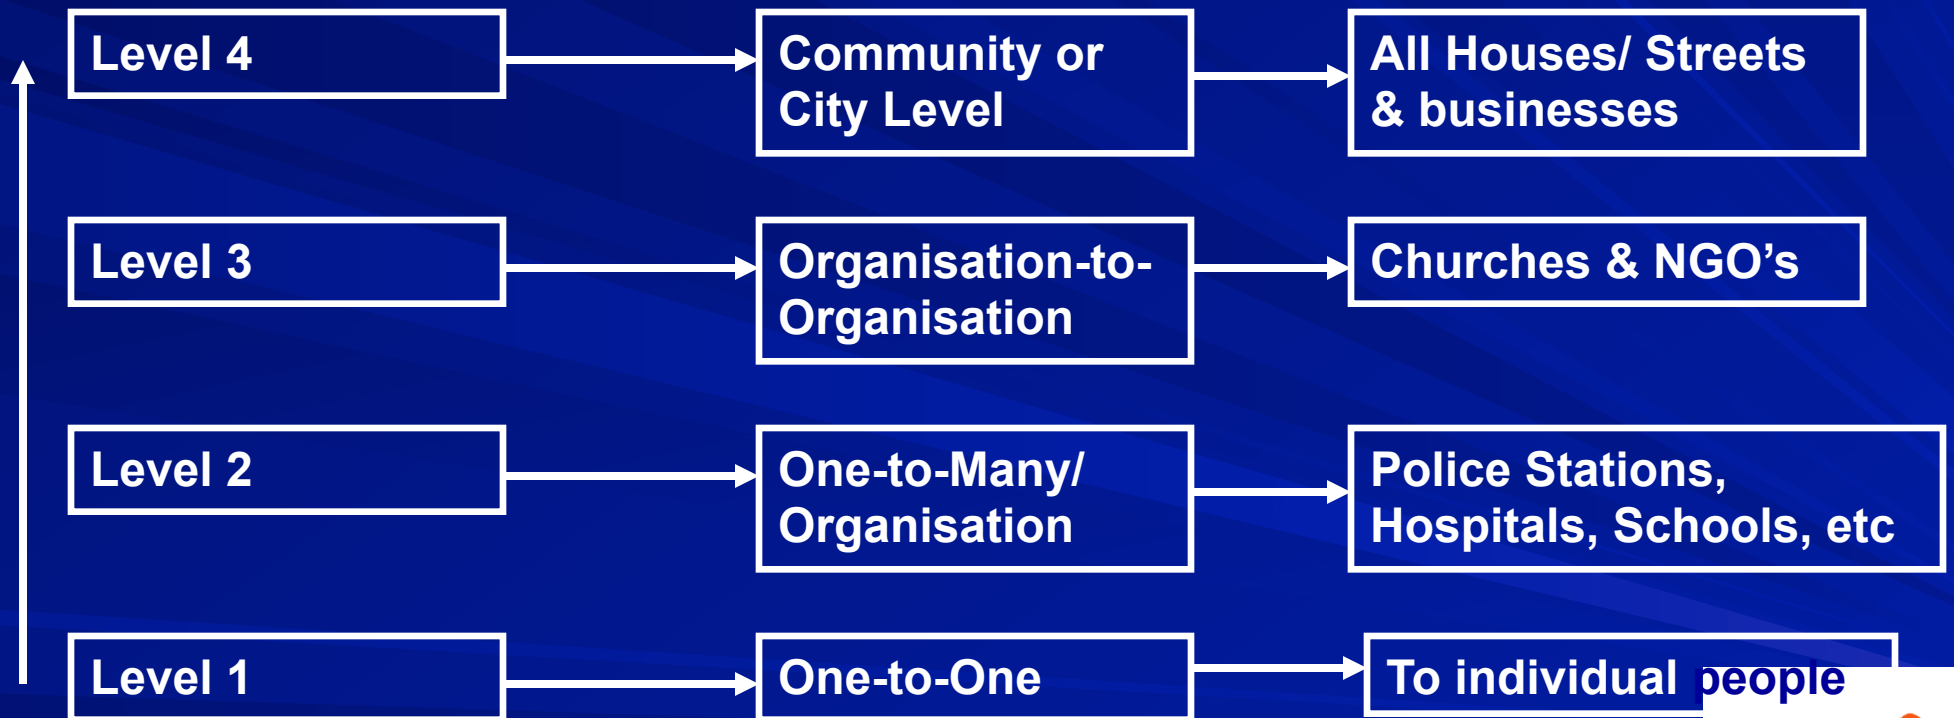 Level 4
Community or
City Level
All Houses/ Streets
& businesses
Level 3
Organisation-to-
Organisation
Churches & NGO’s
Level 2
One-to-Many/
Organisation
Police Stations,
Hospitals, Schools, etc
Level 1
One-to-One
To individual people